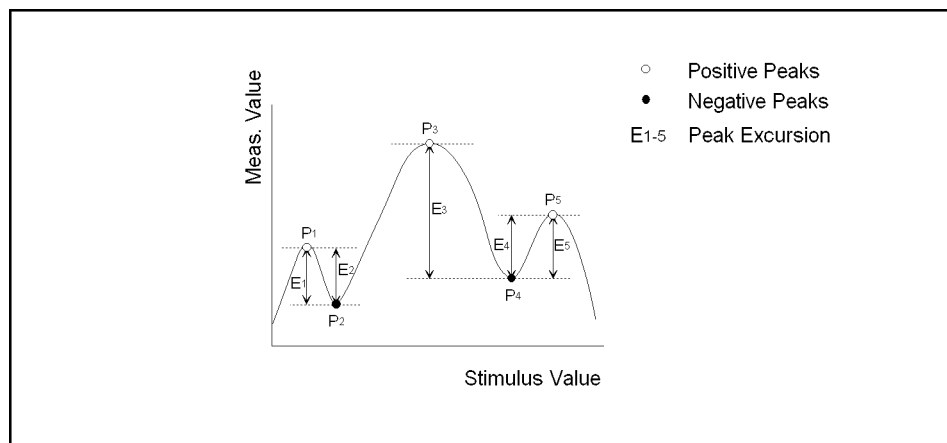 Positive Peaks
Negative Peaks
E1-5 Peak Excursion
Meas. Value
P3
P5
P1
E3
E4
E5
E2
E1
P4
P2
Stimulus Value